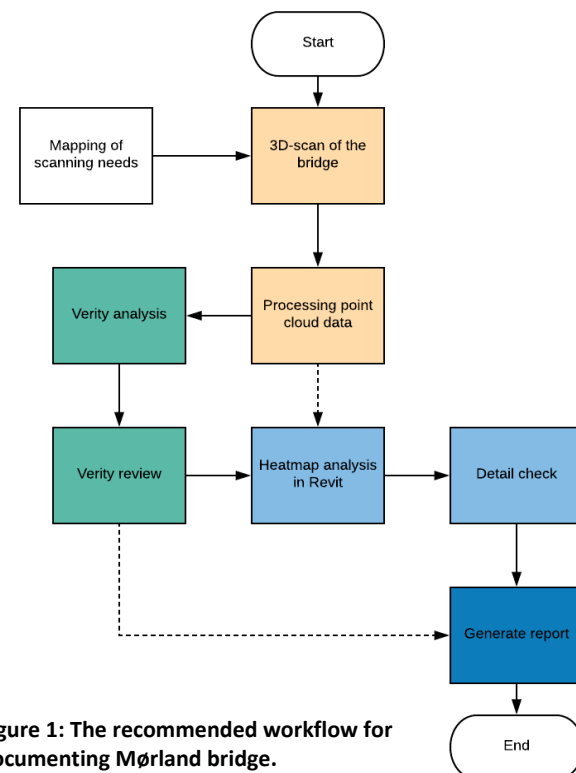 Start
Mapping of
scanning needs
3D-scan of the
bridge
Verity analysis
Processing point
cloud data
Verity review
Heatmap analysis
in Revit
Detail check
Generate report
gure 1: The recommended workflow for
ocumenting Mørland bridge.
End